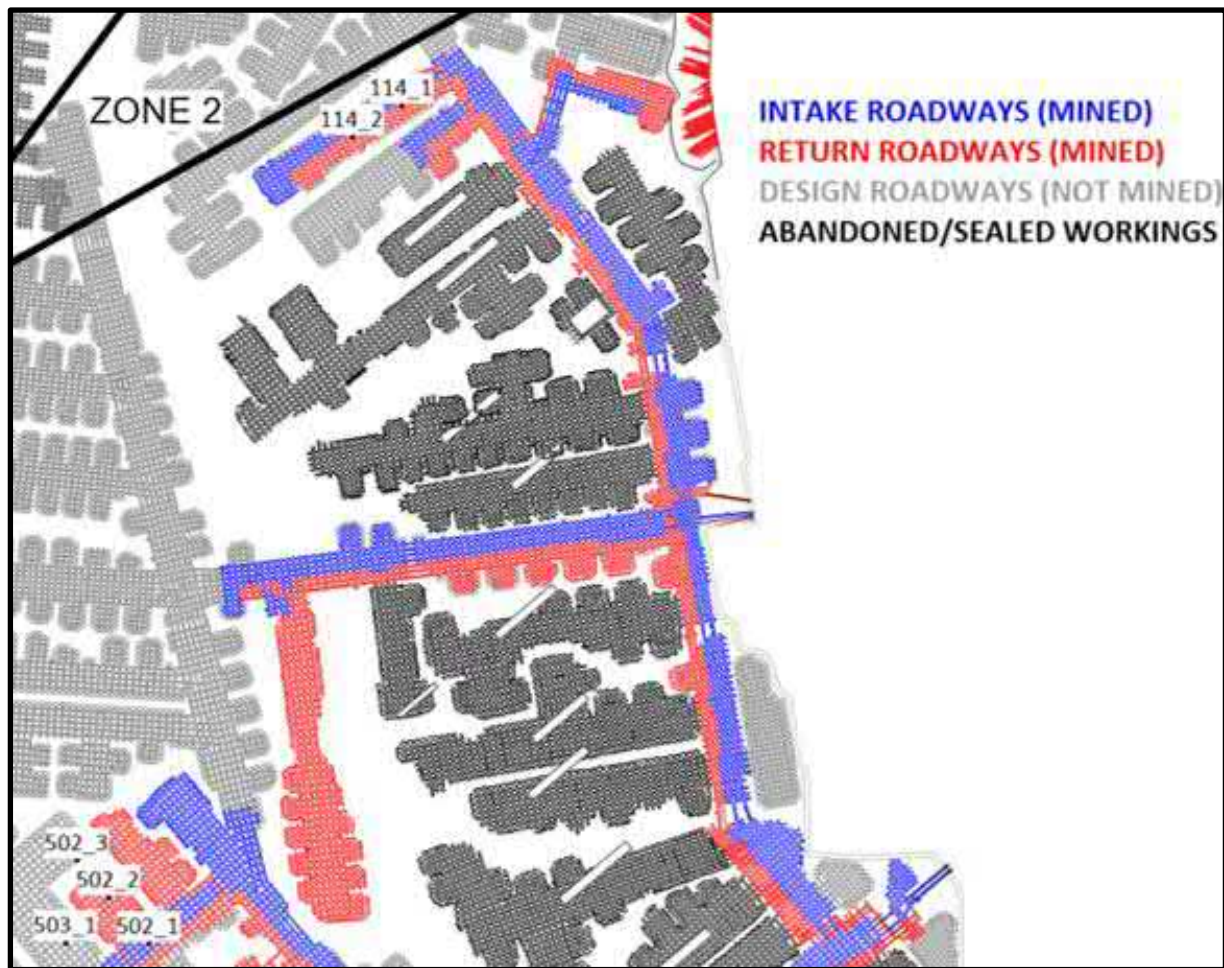 114_1
ZONE 2
114_2
INTAKE ROADWAYS (MINED)
RETURN ROADWAYS (MINED)
DESIGN ROADWAYS (NOT MINED)
ABANDONED/SEALED WORKINGS
502_3
502_2
503_1 502_1